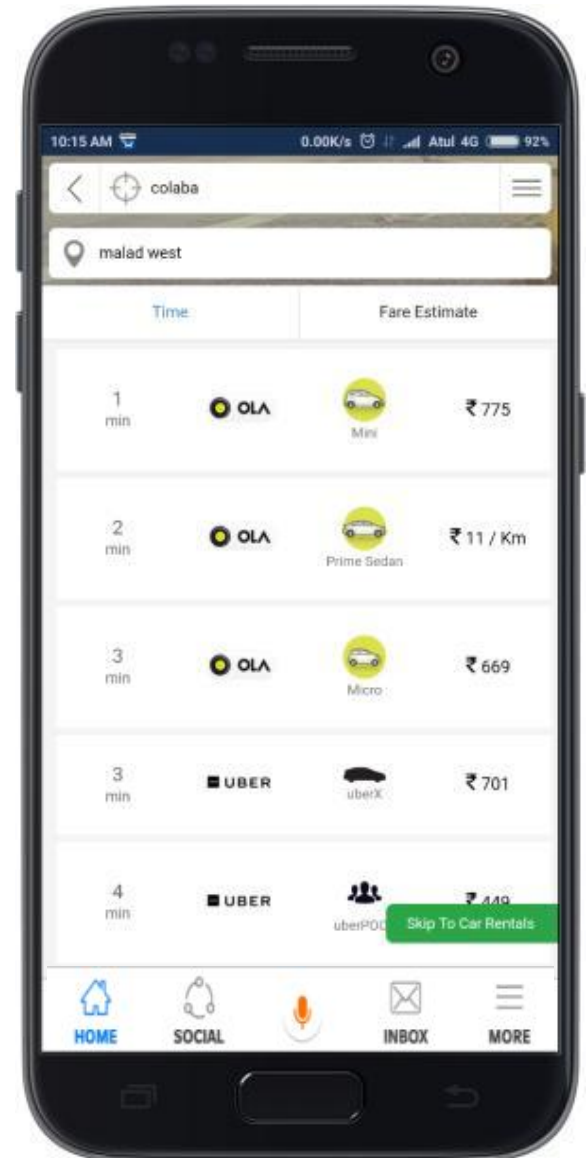 10:15 AM 0.00K/s Atul 4G 92%
colaba
malad west
Time Fare Estimate
1 min OLA Mini ₹ 775
2 min OLA Prime Sedan ₹ 11 / Km
3 min OLA Micro ₹ 669
3 min UBER uberX ₹ 701
4 min UBER ₹ 449
Skip To Car Rentals
HOME SOCIAL INBOX MORE